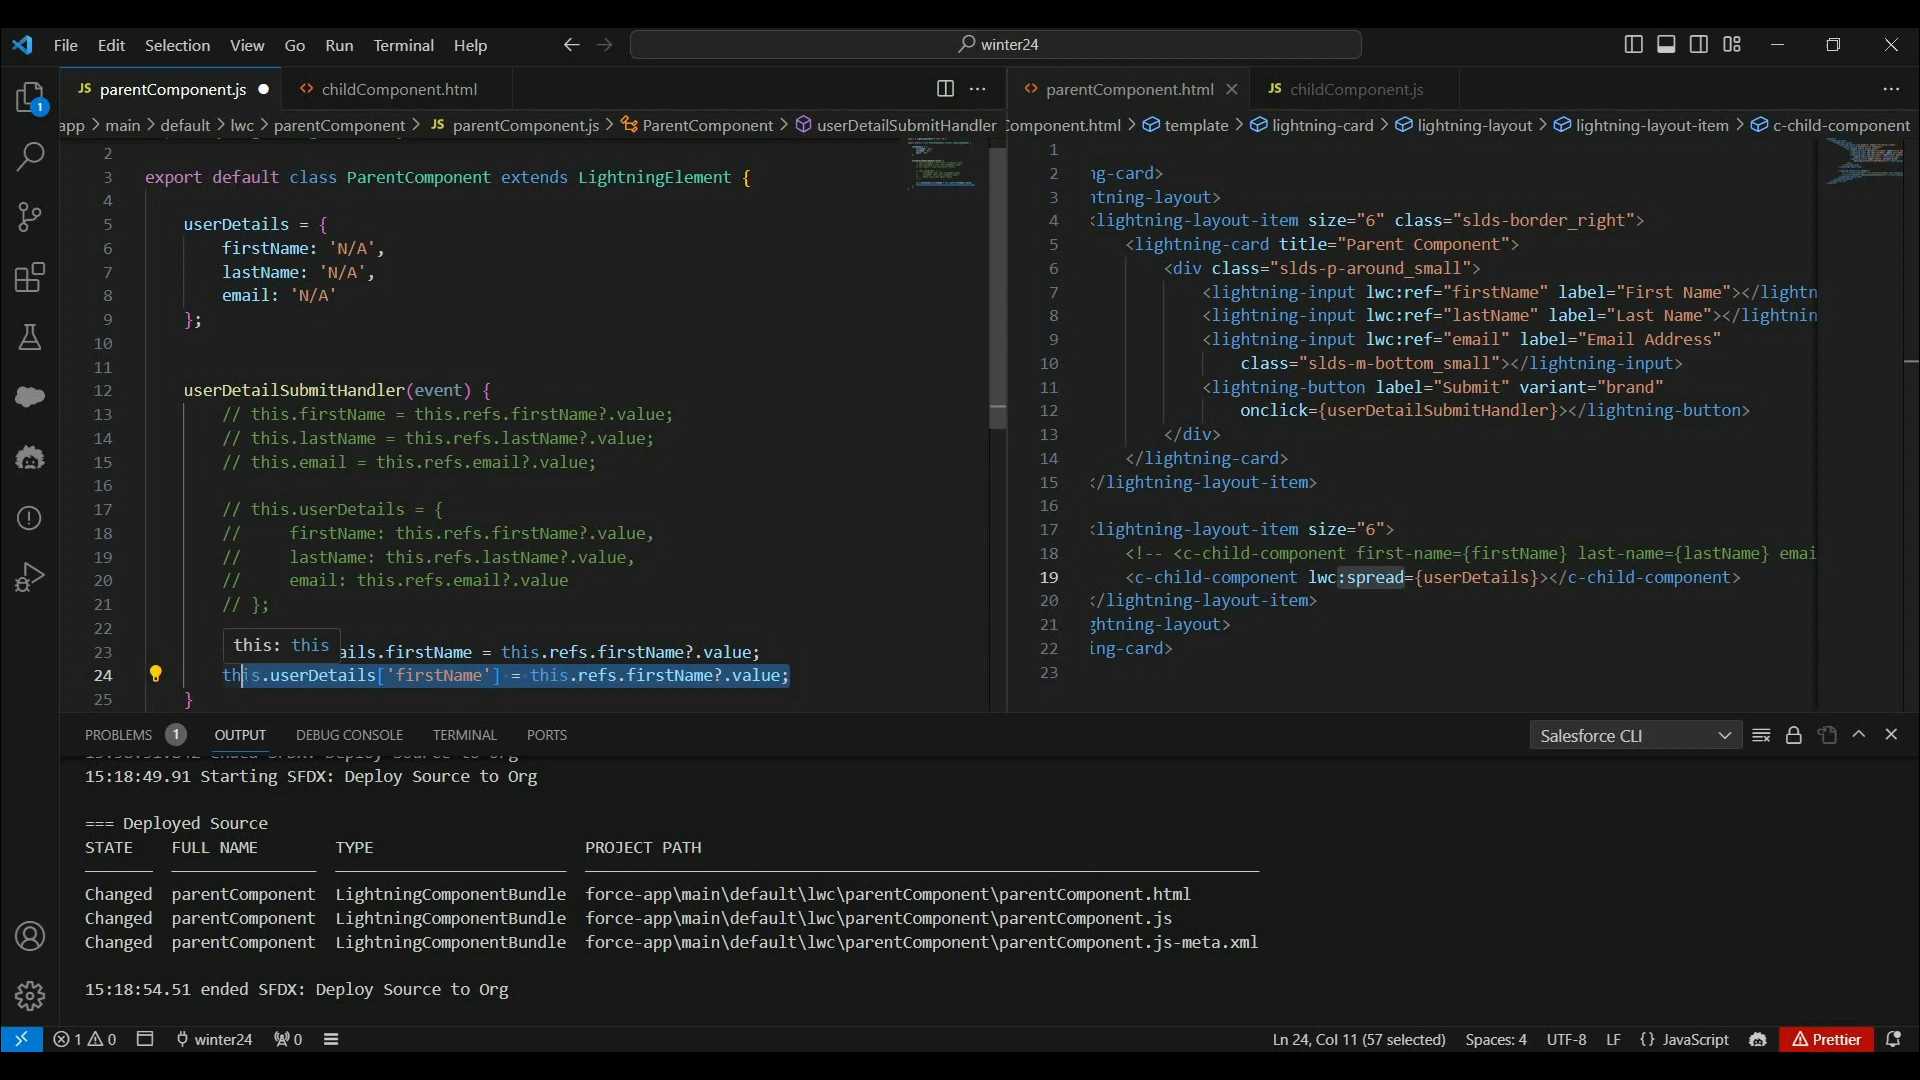 File Edit Selection View Go Run Terminal Help
winter24
JS parentComponent.js
childComponent.html
app > main > default > lwc > parentComponent > JS parentComponent.js > ParentComponent > userDetailSubmitHandler
2
3 export default class ParentComponent extends LightningElement {
4
5 userDetails = {
6 firstName: 'N/A',
7 lastName: 'N/A',
8 email: 'N/A'
9 };
10
11
12 userDetailSubmitHandler(event) {
13 // this.firstName = this.refs.firstName?.value;
14 // this.lastName = this.refs.lastName?.value;
15 // this.email = this.refs.email?.value;
16
17 // this.userDetails = {
18 // firstName: this.refs.firstName?.value,
19 // lastName: this.refs.lastName?.value,
20 // email: this.refs.email?.value
21 // };
22
this: this
23 ails.firstName = this.refs.firstName?.value;
24 this.userDetails['firstName'] = this.refs.firstName?.value;
25 }
parentComponent.html
JS childComponent.js
omponent.html > template > lightning-card > lightning-layout > lightning-layout-item > c-child-component
1
2 ng-card>
3 htning-layout>
4 <lightning-layout-item size="6" class="slds-border_right">
5 <lightning-card title="Parent Component">
6 <div class="slds-p-around_small">
7 <lightning-input lwc:ref="firstName" label="First Name"></lightn
8 <lightning-input lwc:ref="lastName" label="Last Name"></lightnin
9 <lightning-input lwc:ref="email" label="Email Address"
10 class="slds-m-bottom_small"></lightning-input>
11 <lightning-button label="Submit" variant="brand"
12 onclick={userDetailSubmitHandler}></lightning-button>
13 </div>
14 </lightning-card>
15 </lightning-layout-item>
16
17 <lightning-layout-item size="6">
18 <!-- <c-child-component first-name={firstName} last-name={lastName} emai
19 <c-child-component lwc:spread={userDetails}></c-child-component>
20 </lightning-layout-item>
21 ghtning-layout>
22 ing-card>
23
PROBLEMS 1 OUTPUT DEBUG CONSOLE TERMINAL PORTS
Salesforce CLI
15:18:49.91 Starting SFDX: Deploy Source to Org
=== Deployed Source
STATE FULL NAME TYPE PROJECT PATH
Changed parentComponent LightningComponentBundle force-app\main\default\lwc\parentComponent\parentComponent.html
Changed parentComponent LightningComponentBundle force-app\main\default\lwc\parentComponent\parentComponent.js
Changed parentComponent LightningComponentBundle force-app\main\default\lwc\parentComponent\parentComponent.js-meta.xml
15:18:54.51 ended SFDX: Deploy Source to Org
1 0 winter24 0
Ln 24, Col 11 (57 selected) Spaces: 4 UTF-8 LF {} JavaScript Prettier